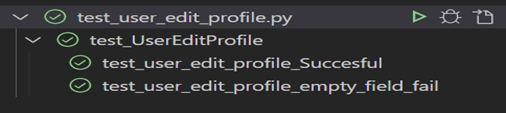 test_user_edit_profile.py
test_UserEditProfile
test_user_edit_profile_Succesful
test_user_edit_profile_empty_field_fail